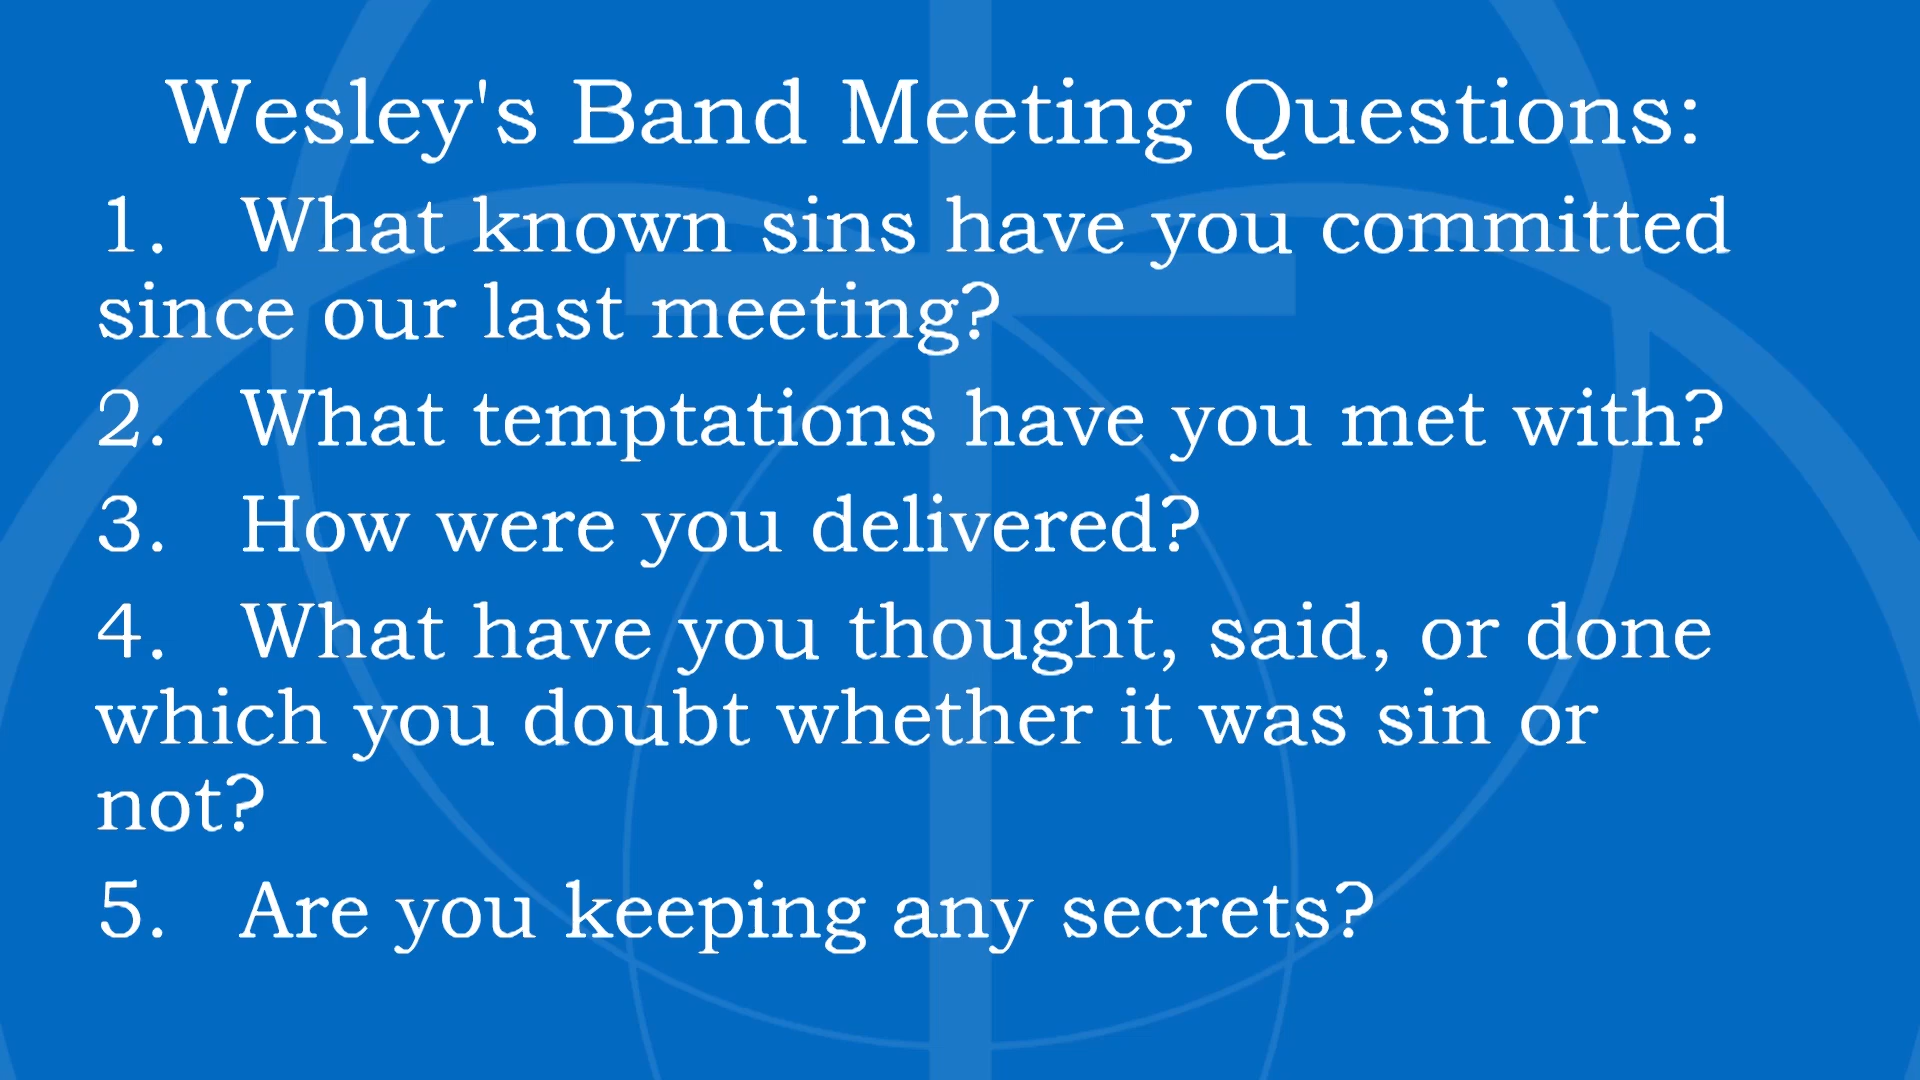 Wesley's Band Meeting Questions:
1. What known sins have you committed
since our last meeting?
2. What temptations have you met with?
3. How were you delivered?
4. What have you thought, said, or done
which you doubt whether it was sin or
not?
5. Are you keeping any secrets?